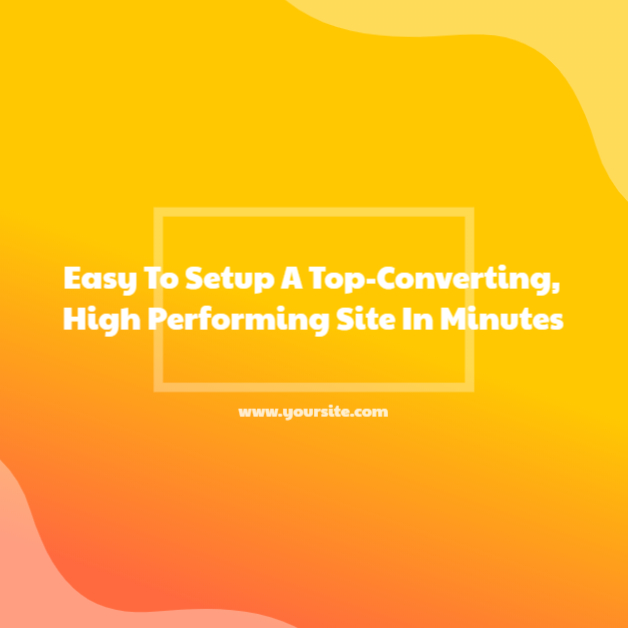 Easy To Setup A Top-Converting,
High Performing Site In Minutes
www.yoursite.com